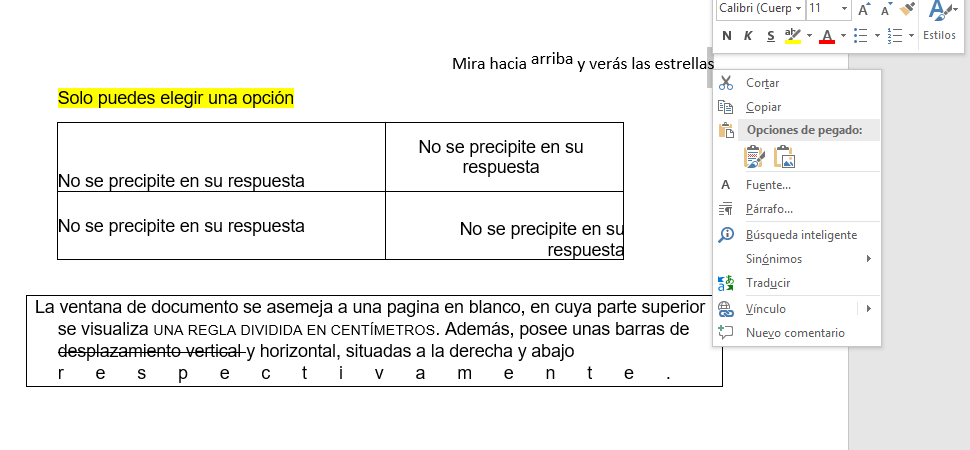 Calibri (Cuerp
11
N K S
Estilos
Mira hacia arriba y verás las estrellas
Solo puedes elegir una opción
No se precipite en su
respuesta
No se precipite en su respuesta
No se precipite en su respuesta
No se precipite en su
respuesta
La ventana de documento se asemeja a una pagina en blanco, en cuya parte superior
se visualiza UNA REGLA DIVIDIDA EN CENTÍMETROS. Además, posee unas barras de
desplazamiento vertical y horizontal, situadas a la derecha y abajo
r e s p e c t i v a m e n t e .
Cortar
Copiar
Opciones de pegado:
Fuente...
Párrafo...
Búsqueda inteligente
Sinónimos
Traducir
Vínculo
Nuevo comentario